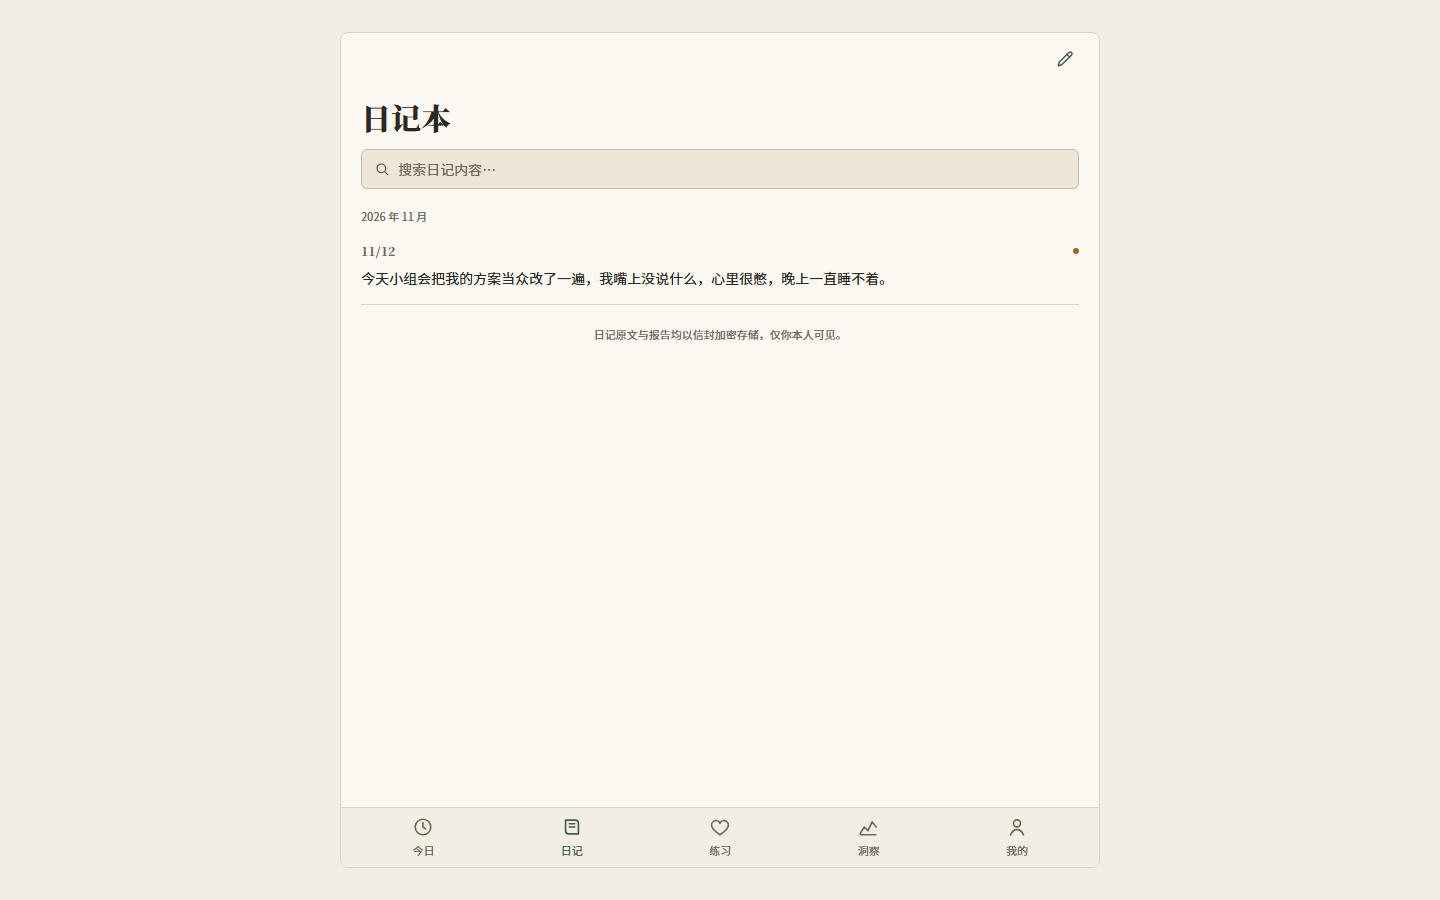 日记本
搜索日记内容…
2026 年 11 月
11/12
今天小组会把我的方案当众改了一遍，我嘴上没说什么，心里很憋，晚上一直睡不着。
日记原文与报告均以信封加密存储，仅你本人可见。
今日
日记
练习
洞察
我的